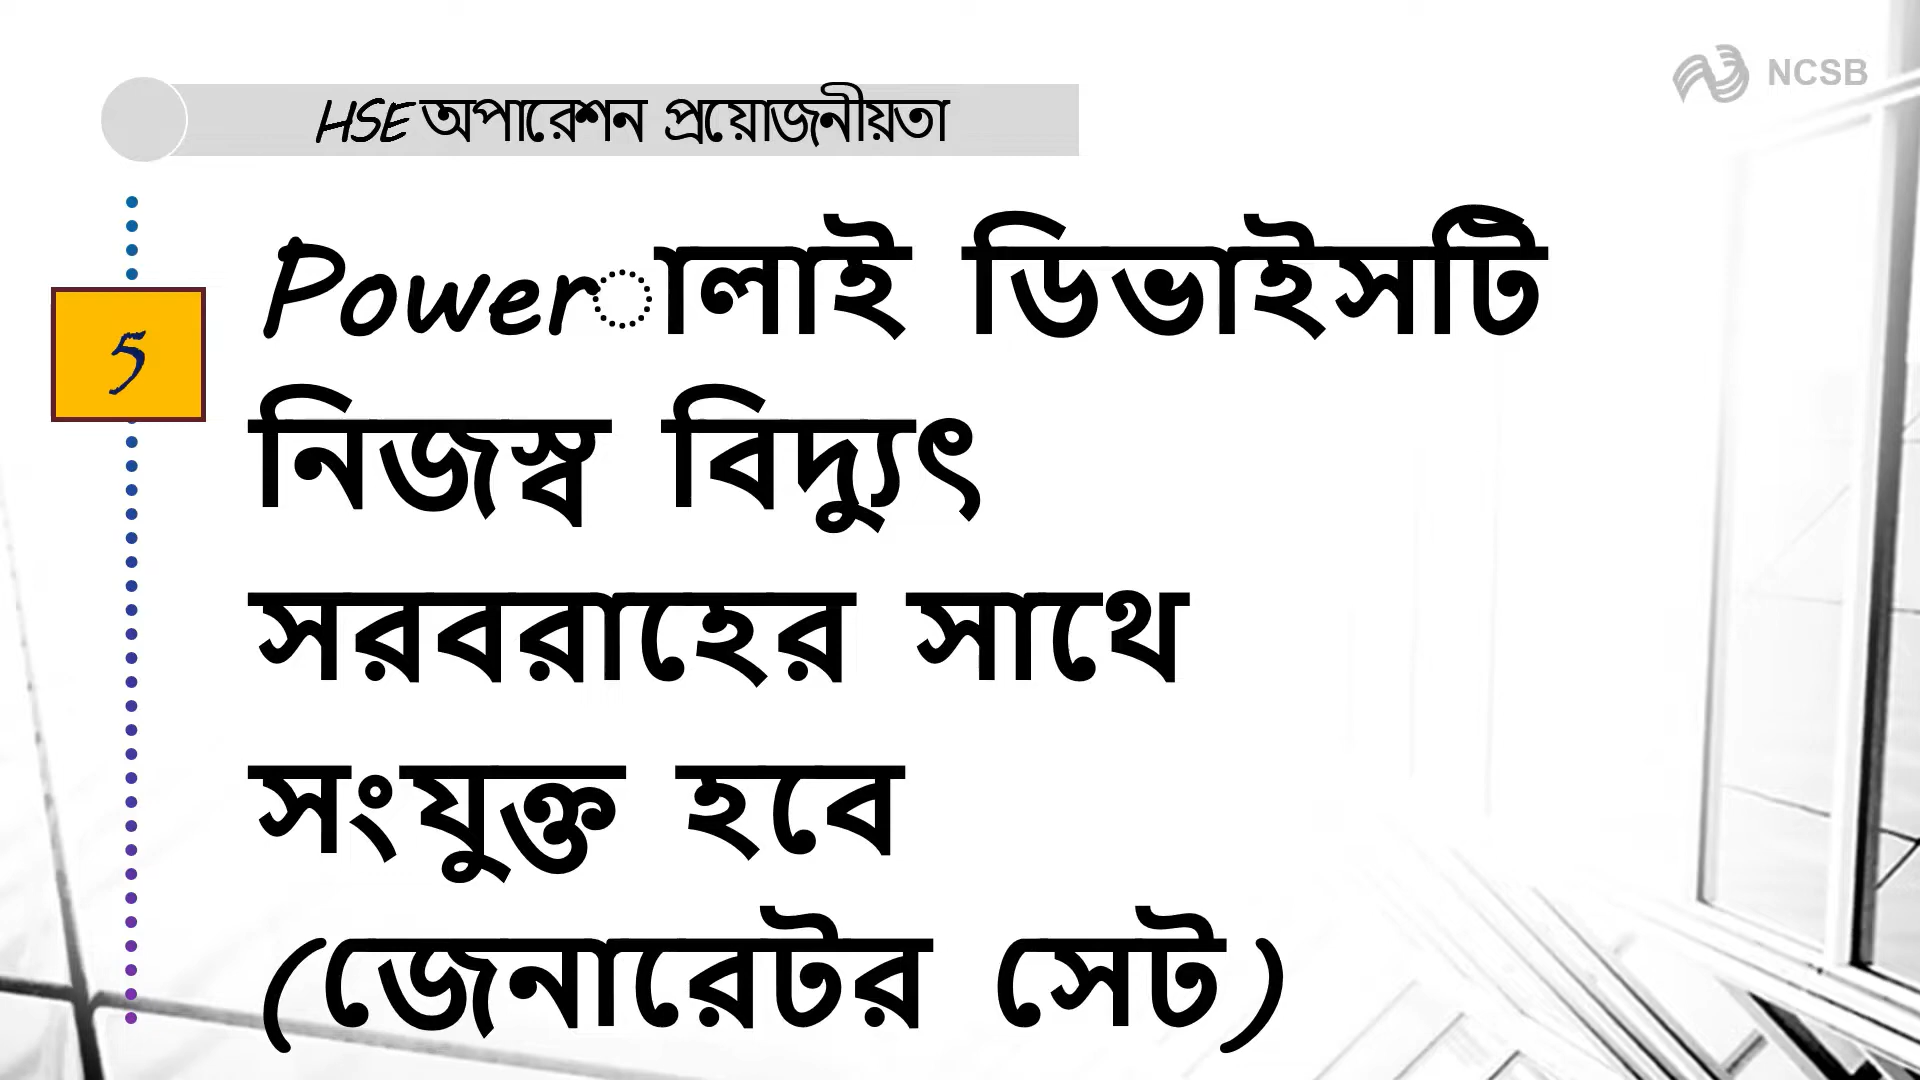 NCSB
HSE অপারেশন প্রয়োজনীয়তা
5
Powerালাই ডিভাইসটি
নিজস্ব বিদ্যুৎ
সরবরাহের সাথে
সংযুক্ত হবে
(জেনারেটর সেট)